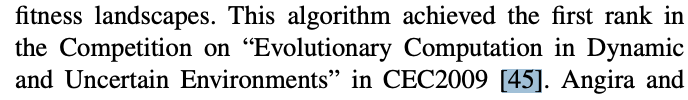 fitness landscapes. This algorithm achieved the first rank in
the Competition on “Evolutionary Computation in Dynamic
and Uncertain Environments” in CEC2009 [45]. Angira and